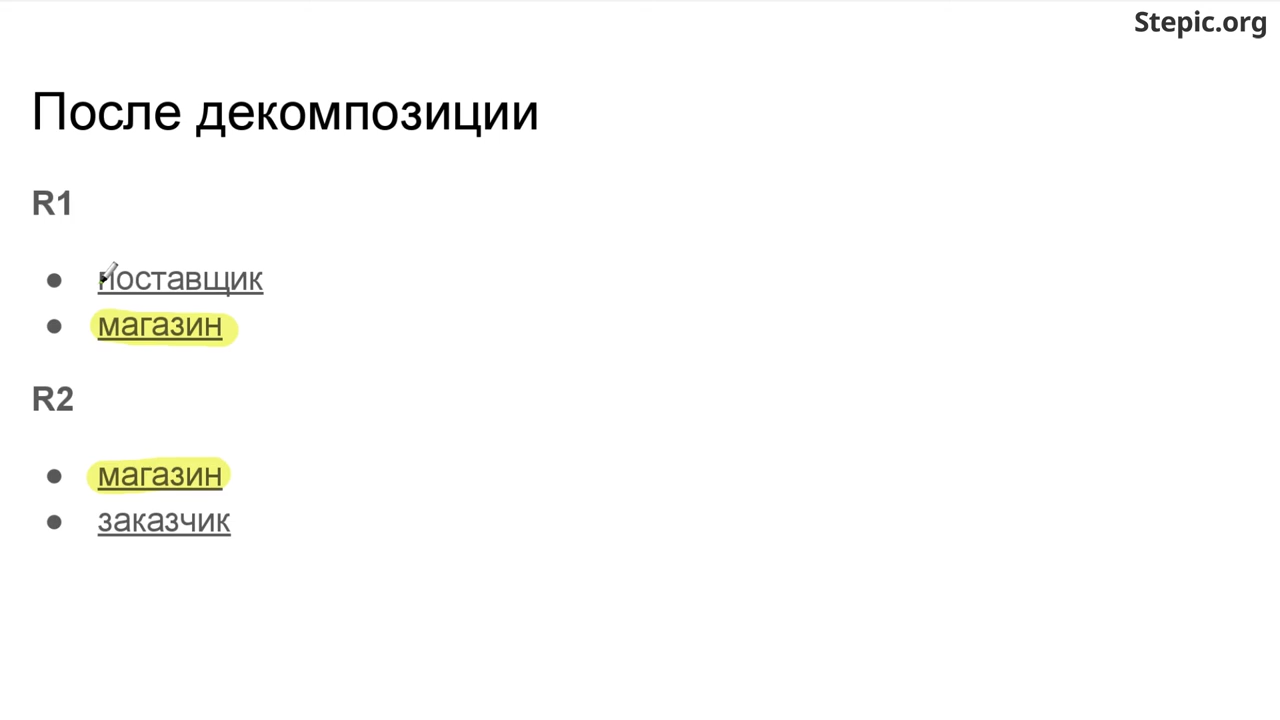 Stepic.org
После декомпозиции
R1
поставщик
магазин
R2
магазин
заказчик